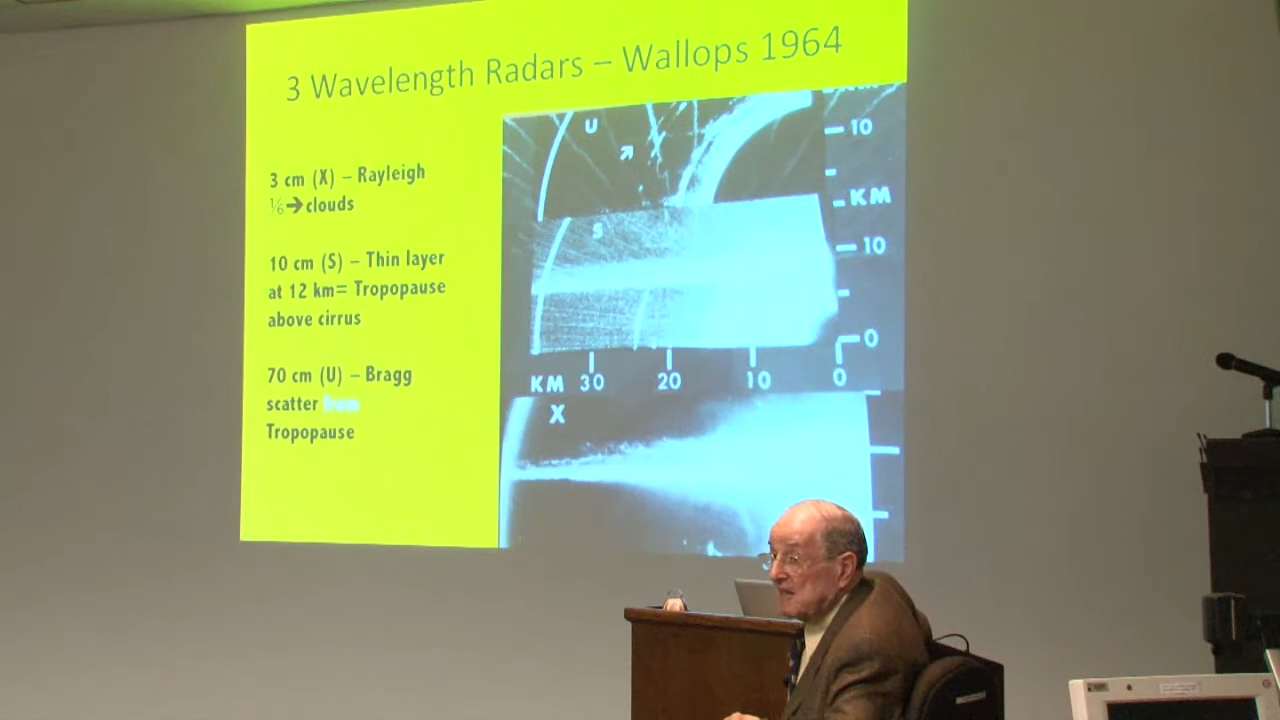 3 Wavelength Radars – Wallops 1964
3 cm (X) – Rayleigh
⅙➔clouds
10 cm (S) – Thin layer
at 12 km= Tropopause
above cirrus
70 cm (U) – Bragg
scatter from
Tropopause
U
10
KM
S
10
0
KM 30 20 10 0
X